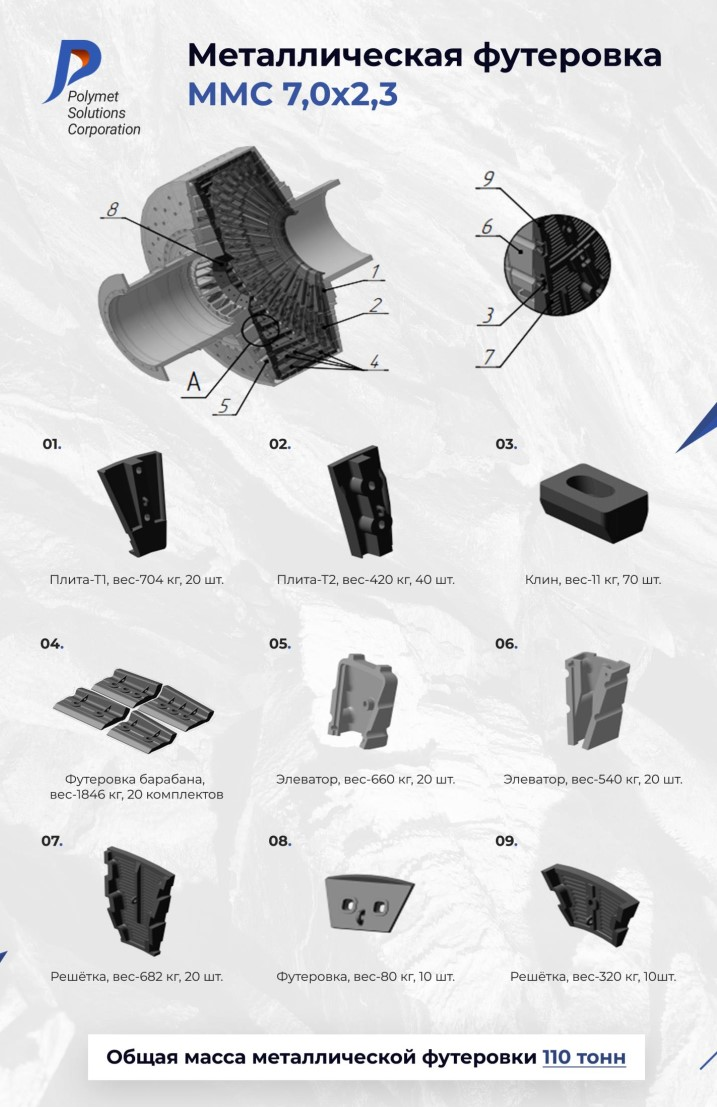 Polymet
Solutions
Corporation
Металлическая футеровка
ММС 7,0х2,3
8
1
2
4
A
5
9
6
3
7
01.
02.
03.
Плита-Т1, вес-704 кг, 20 шт.
Плита-Т2, вес-420 кг, 40 шт.
Клин, вес-11 кг, 70 шт.
04.
05.
06.
Футеровка барабана,
вес-1846 кг, 20 комплектов
Элеватор, вес-660 кг, 20 шт.
Элеватор, вес-540 кг, 20 шт.
07.
08.
09.
Решётка, вес-682 кг, 20 шт.
Футеровка, вес-80 кг, 10 шт.
Решётка, вес-320 кг, 10шт.
Общая масса металлической футеровки 110 тонн